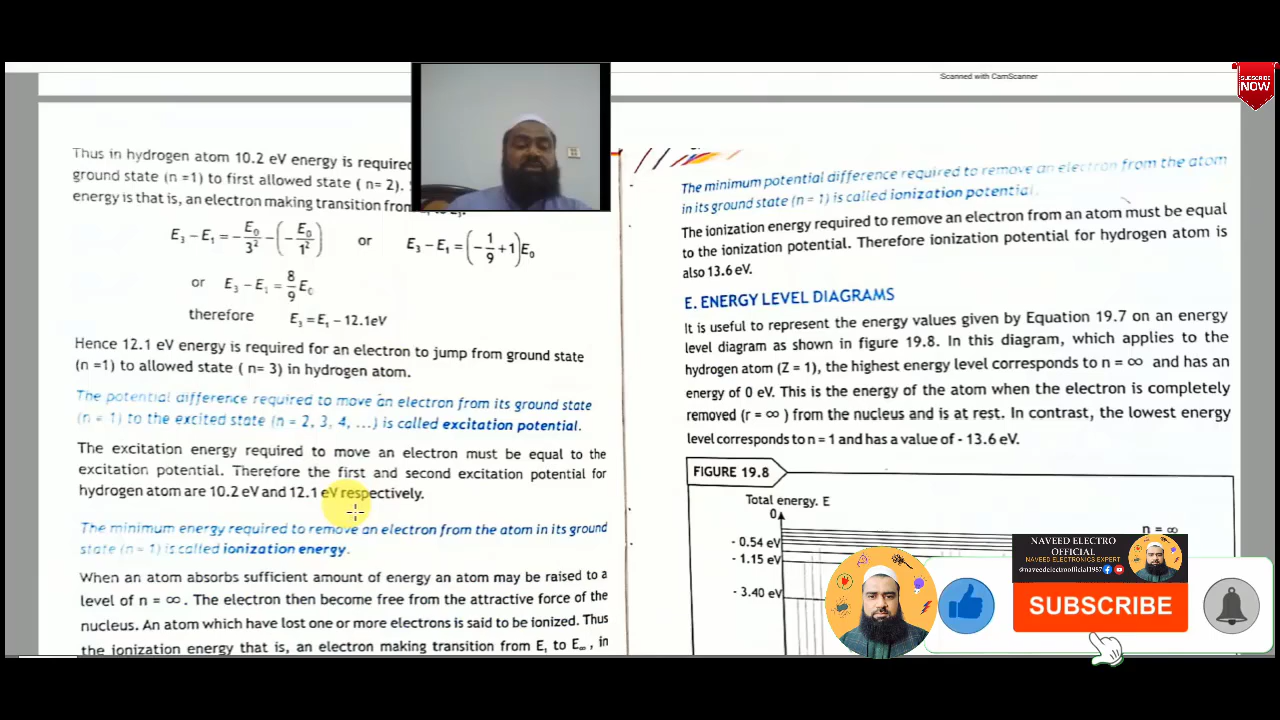 Scanned with CamScanner
SUBSCRIBE
NOW
Thus in hydrogen atom 10.2 eV energy is required
ground state (n =1) to first allowed state ( n= 2).
energy is that is, an electron making transition from
E₃ – E₁ = – E₀/3² – (– E₀/1²) or E₃ – E₁ = (– 1/9 + 1) E₀
or E₃ – E₁ = 8/9 E₀
therefore E₃ = E₁ – 12.1eV
Hence 12.1 eV energy is required for an electron to jump from ground state
(n =1) to allowed state ( n= 3) in hydrogen atom.
The potential difference required to move an electron from its ground state
(n = 1) to the excited state (n = 2, 3, 4, ...) is called excitation potential.
The excitation energy required to move an electron must be equal to the
excitation potential. Therefore the first and second excitation potential for
hydrogen atom are 10.2 eV and 12.1 eV respectively.
The minimum energy required to remove an electron from the atom in its ground
state (n = 1) is called ionization energy.
When an atom absorbs sufficient amount of energy an atom may be raised to a
level of n = ∞. The electron then become free from the attractive force of the
nucleus. An atom which have lost one or more electrons is said to be ionized. Thus
the ionization energy that is, an electron making transition from E₁ to E∞, in
The minimum potential difference required to remove an electron from the atom
in its ground state (n = 1) is called ionization potential.
The ionization energy required to remove an electron from an atom must be equal
to the ionization potential. Therefore ionization potential for hydrogen atom is
also 13.6 eV.
E. ENERGY LEVEL DIAGRAMS
It is useful to represent the energy values given by Equation 19.7 on an energy
level diagram as shown in figure 19.8. In this diagram, which applies to the
hydrogen atom (Z = 1), the highest energy level corresponds to n = ∞ and has an
energy of 0 eV. This is the energy of the atom when the electron is completely
removed (r = ∞ ) from the nucleus and is at rest. In contrast, the lowest energy
level corresponds to n = 1 and has a value of - 13.6 eV.
FIGURE 19.8
Total energy. E
0
n = ∞
- 0.54 eV
- 1.15 eV
- 3.40 eV
NAVEED ELECTRO
OFFICIAL
NAVEED ELECTRONICS EXPERT
@naveedelectroofficial1987
SUBSCRIBE